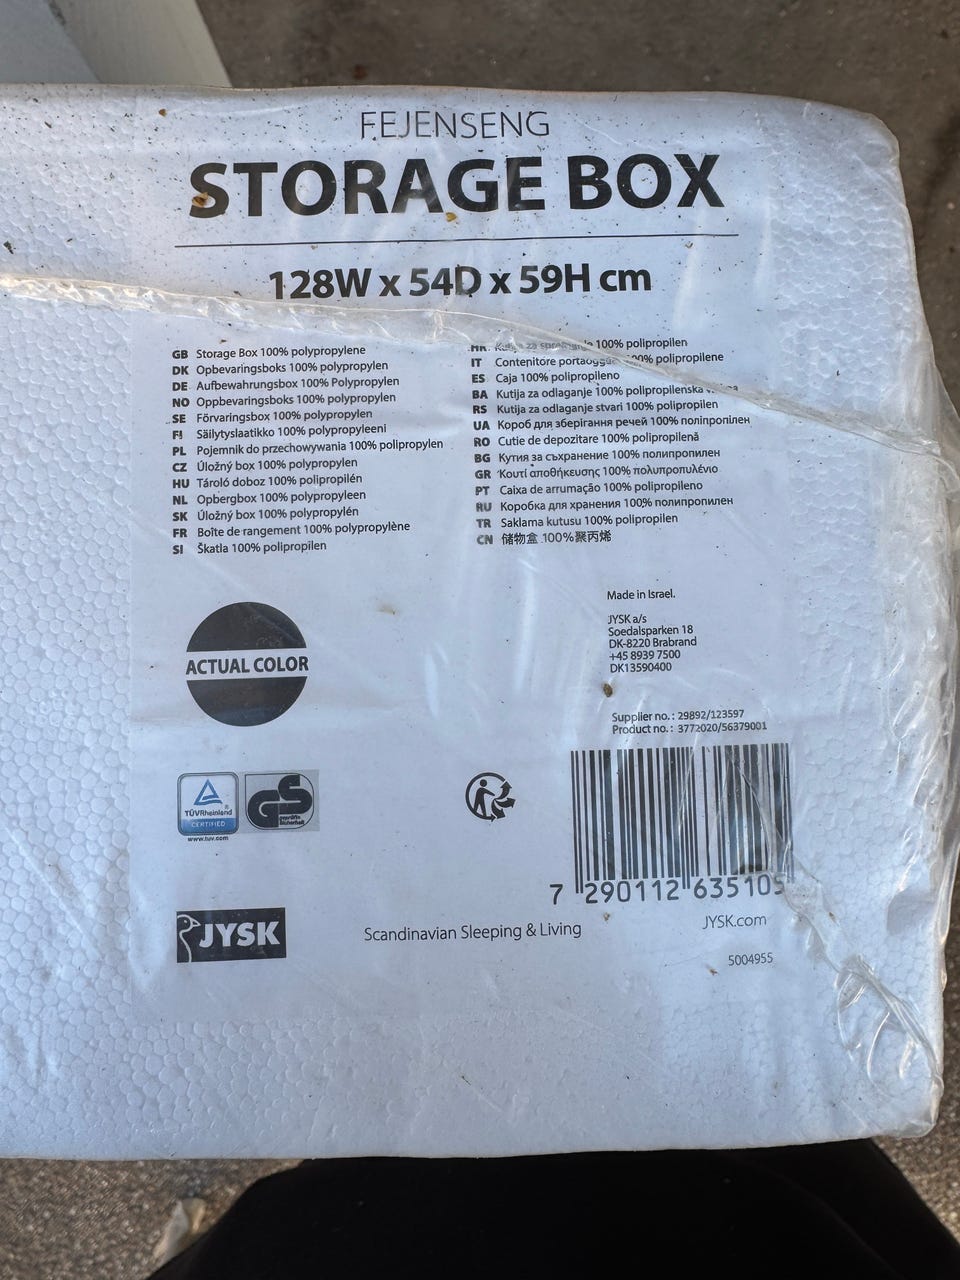 FEJENSENG
STORAGE BOX
128W x 54D x 59H cm
GB Storage Box 100% polypropylene
DK Opbevaringsboks 100% polypropylen
DE Aufbewahrungsbox 100% Polypropylen
NO Oppbevaringsboks 100% polypropylen
SE Förvaringsbox 100% polypropylen
FI Säilytyslaatikko 100% polypropyleeni
PL Pojemnik do przechowywania 100% polipropylen
CZ Úložný box 100% polypropylen
HU Tároló doboz 100% polipropilén
NL Opbergbox 100% polypropyleen
SK Úložný box 100% polypropylén
FR Boîte de rangement 100% polypropylène
SI Škatla 100% polipropilen
HR Kutija za 100% polipropilen
IT Contenitore 100% polipropilene
ES Caja 100% polipropileno
BA Kutija za odlaganje 100% polipropilenska
RS Kutija za odlaganje stvari 100% polipropilen
UA Короб для зберігання речей 100% поліпропілен
RO Cutie de depozitare 100% polipropilenă
BG Кутия за съхранение 100% полипропилен
GR Κουτί αποθήκευσης 100% πολυπροπυλένιο
PT Caixa de arrumação 100% polipropileno
RU Коробка для хранения 100% полипропилен
TR Saklama kutusu 100% polipropilen
CN 储物盒 100%聚丙烯
Made in Israel.
JYSK a/s
Soedalsparken 18
DK-8220 Brabrand
+45 8939 7500
DK13590400
ACTUAL COLOR
Supplier no.: 29892/123597
Product no.: 3772020/56379001
TÜVRheinland®
CERTIFIED
www.tuv.com
GS
geprüfte
Sicherheit
7 290112 635105
JYSK
Scandinavian Sleeping & Living
JYSK.com
5004955